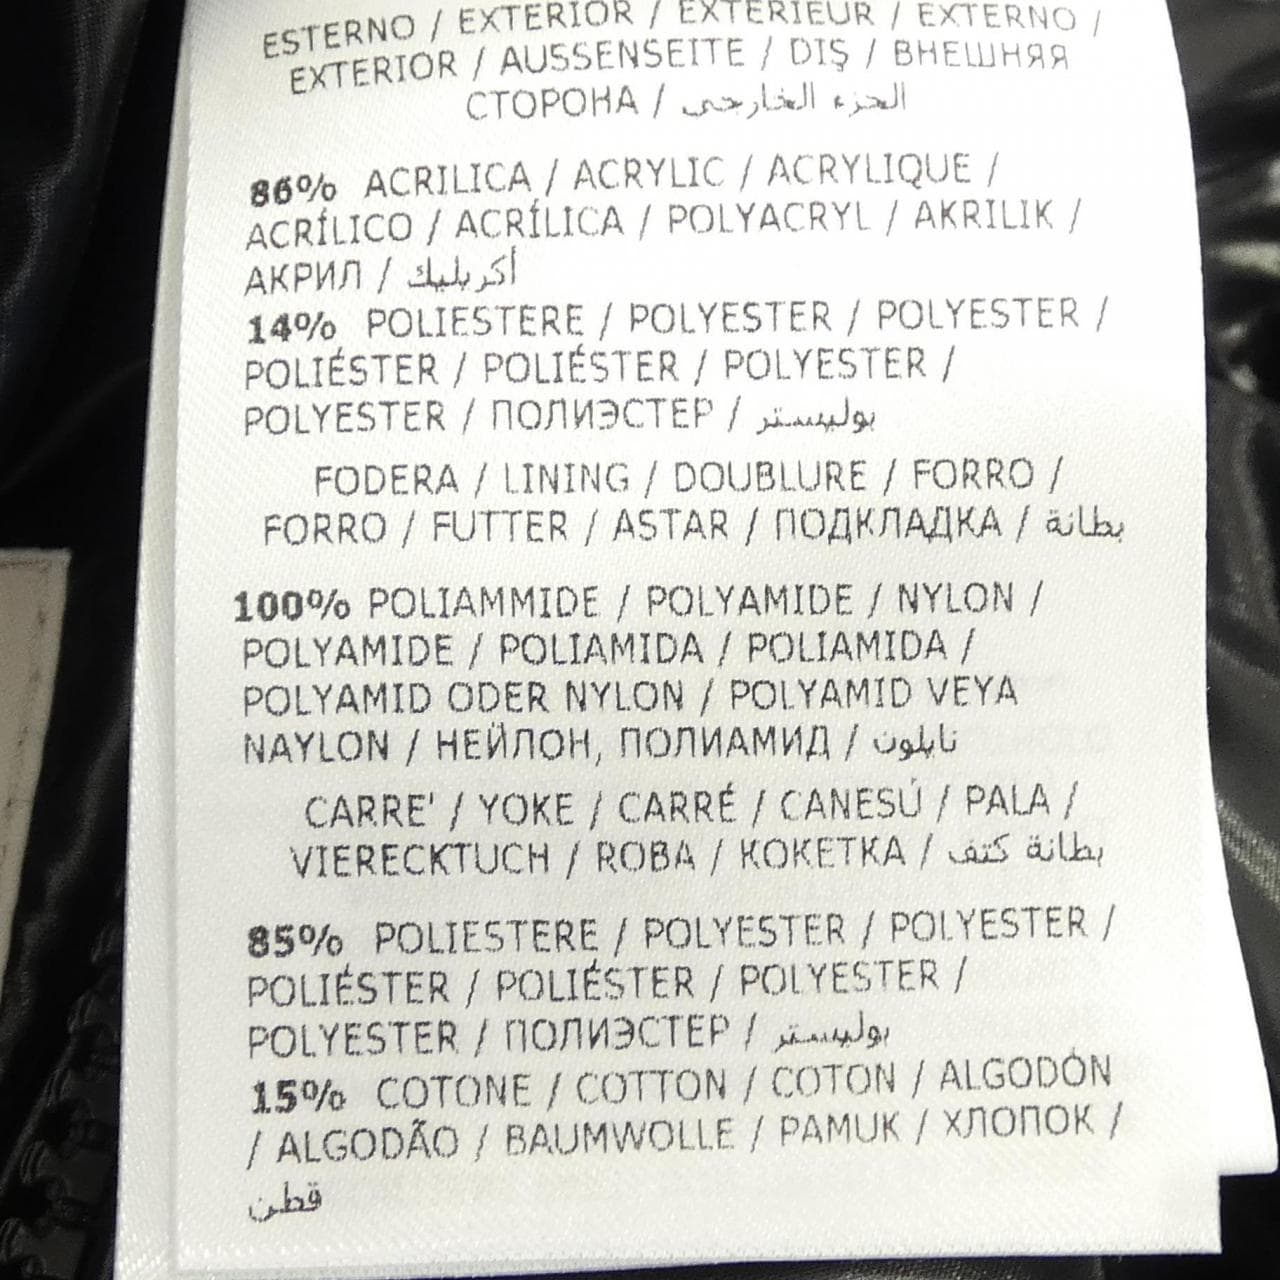 ESTERNO / EXTERIOR / EXTERIEUR / EXTERNO /
EXTERIOR / AUSSENSEITE / DIŞ / ВНЕШНЯЯ
СТОРОНА / الجزء الخارجي
86% ACRILICA / ACRYLIC / ACRYLIQUE /
ACRÍLICO / ACRÍLICA / POLYACRYL / AKRILIK /
АКРИЛ / أكريليك
14% POLIESTERE / POLYESTER / POLYESTER /
POLIÉSTER / POLIÉSTER / POLYESTER /
POLYESTER / ПОЛИЭСТЕР / بوليستر
FODERA / LINING / DOUBLURE / FORRO /
FORRO / FUTTER / ASTAR / ПОДКЛАДКА / بطانة
100% POLIAMMIDE / POLYAMIDE / NYLON /
POLYAMIDE / POLIAMIDA / POLIAMIDA /
POLYAMID ODER NYLON / POLYAMID VEYA
NAYLON / НЕЙЛОН, ПОЛИАМИД / نايلون
CARRE' / YOKE / CARRÉ / CANESÚ / PALA /
VIERECKTUCH / ROBA / КОКЕТКА / بطانة كتف
85% POLIESTERE / POLYESTER / POLYESTER /
POLIÉSTER / POLIÉSTER / POLYESTER /
POLYESTER / ПОЛИЭСТЕР / بوليستر
15% COTONE / COTTON / COTON / ALGODÓN
/ ALGODÃO / BAUMWOLLE / PAMUK / ХЛОПОК /
قطن